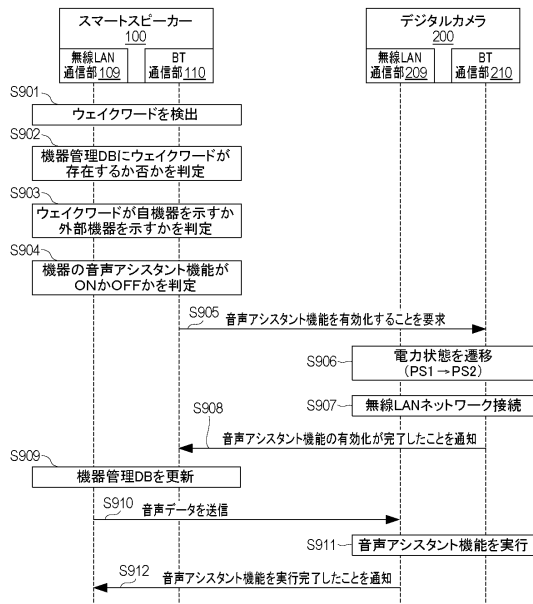 スマートスピーカー
100
デジタルカメラ
200
無線LAN
通信部109
BT
通信部110
無線LAN
通信部209
BT
通信部210
S901
ウェイクワードを検出
S902
機器管理DBにウェイクワードが
存在するか否かを判定
S903
ウェイクワードが自機器を示すか
外部機器を示すかを判定
S904
機器の音声アシスタント機能が
ONかOFFかを判定
S905
音声アシスタント機能を有効化することを要求
S906
電力状態を遷移
(PS1→PS2)
S907
無線LANネットワーク接続
S908
音声アシスタント機能の有効化が完了したことを通知
S909
機器管理DBを更新
S910
音声データを送信
S911
音声アシスタント機能を実行
S912
音声アシスタント機能を実行完了したことを通知